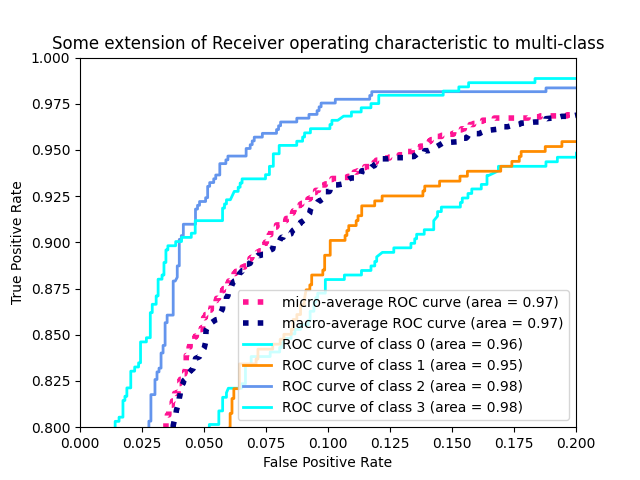 Some extension of Receiver operating characteristic to multi-class
1.000
0.975
0.950
0.925
0.900
0.875
0.850
0.825
0.800
True Positive Rate
micro-average ROC curve (area = 0.97)
macro-average ROC curve (area = 0.97)
ROC curve of class 0 (area = 0.96)
ROC curve of class 1 (area = 0.95)
ROC curve of class 2 (area = 0.98)
ROC curve of class 3 (area = 0.98)
0.000 0.025 0.050 0.075 0.100 0.125 0.150 0.175 0.200
False Positive Rate